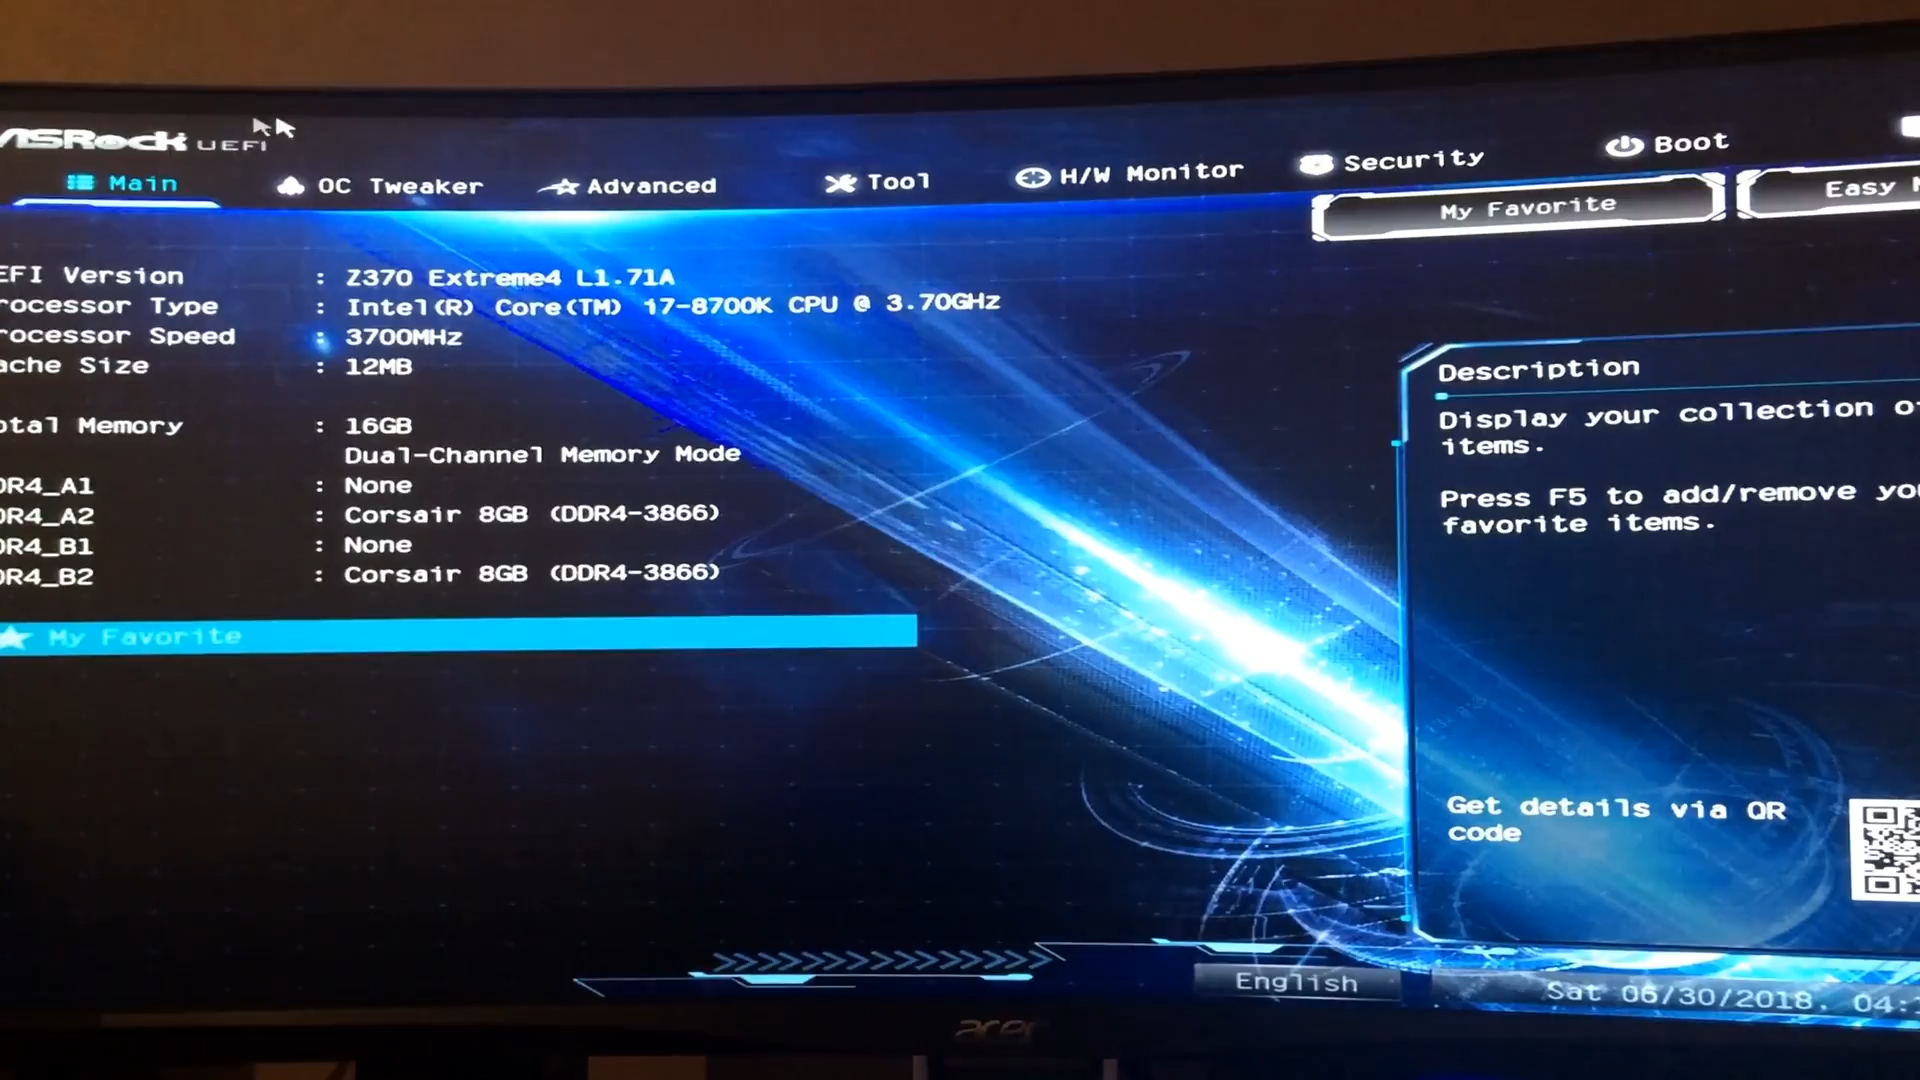 ASRock UEFI
Main OC Tweaker Advanced Tool H/W Monitor Security Boot
My Favorite Easy
EFI Version : Z370 Extreme4 L1.71A
rocessor Type : Intel(R) Core(TM) i7-8700K CPU @ 3.70GHz
rocessor Speed : 3700MHz
ache Size : 12MB
otal Memory : 16GB
Dual-Channel Memory Mode
DR4_A1 : None
DR4_A2 : Corsair 8GB (DDR4-3866)
DR4_B1 : None
DR4_B2 : Corsair 8GB (DDR4-3866)
My Favorite
Description
Display your collection of
items.
Press F5 to add/remove you
favorite items.
Get details via QR
code
English
Sat 06/30/2018. 04:
acer